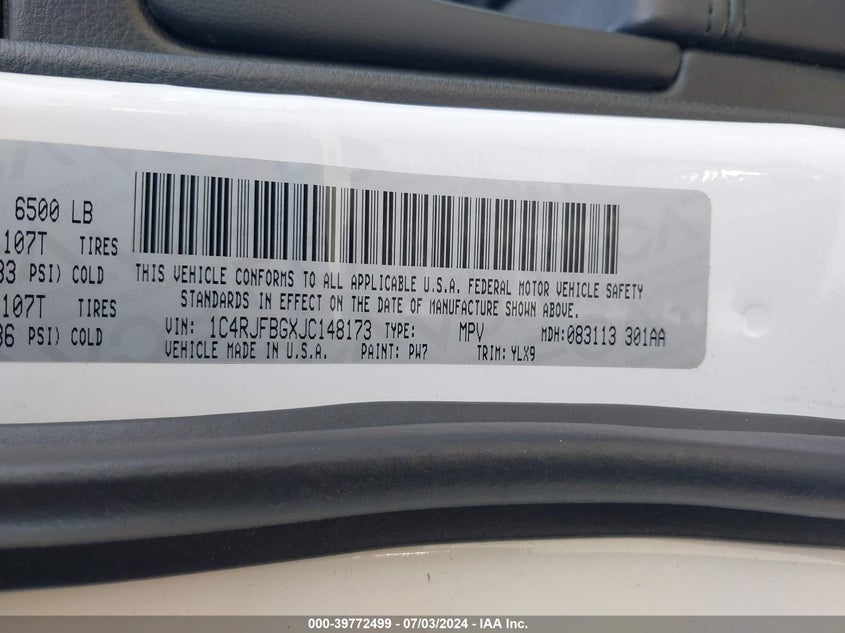 6500 LB
107T TIRES
33 PSI) COLD
107T TIRES
36 PSI) COLD
THIS VEHICLE CONFORMS TO ALL APPLICABLE U.S.A. FEDERAL MOTOR VEHICLE SAFETY
STANDARDS IN EFFECT ON THE DATE OF MANUFACTURE SHOWN ABOVE.
VIN: 1C4RJFBGXJC148173 TYPE: MPV MDH:083113 301AA
VEHICLE MADE IN U.S.A. PAINT: PW7 TRIM: YLX9
000-39772499 - 07/03/2024 - IAA Inc.